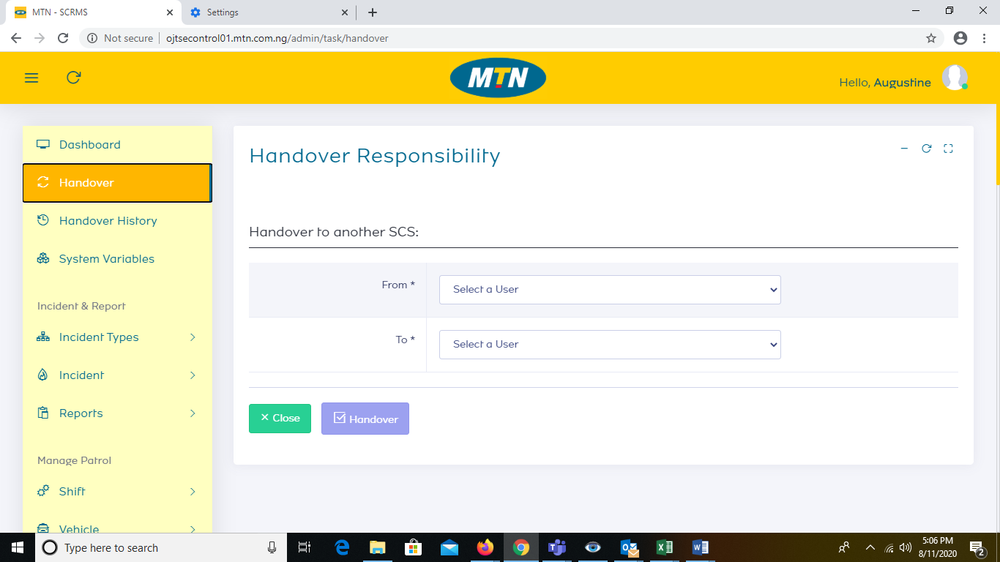 MTN - SCRMS
Settings
Not secure
ojtsecontrol01.mtn.com.ng/admin/task/handover
MTN
Hello, Augustine
Dashboard
Handover
Handover History
System Variables
Incident & Report
Incident Types
Incident
Reports
Manage Patrol
Shift
Vehicle
Handover Responsibility
Handover to another SCS:
From *
Select a User
To *
Select a User
Close
Handover
Type here to search
5:06 PM
8/11/2020
2